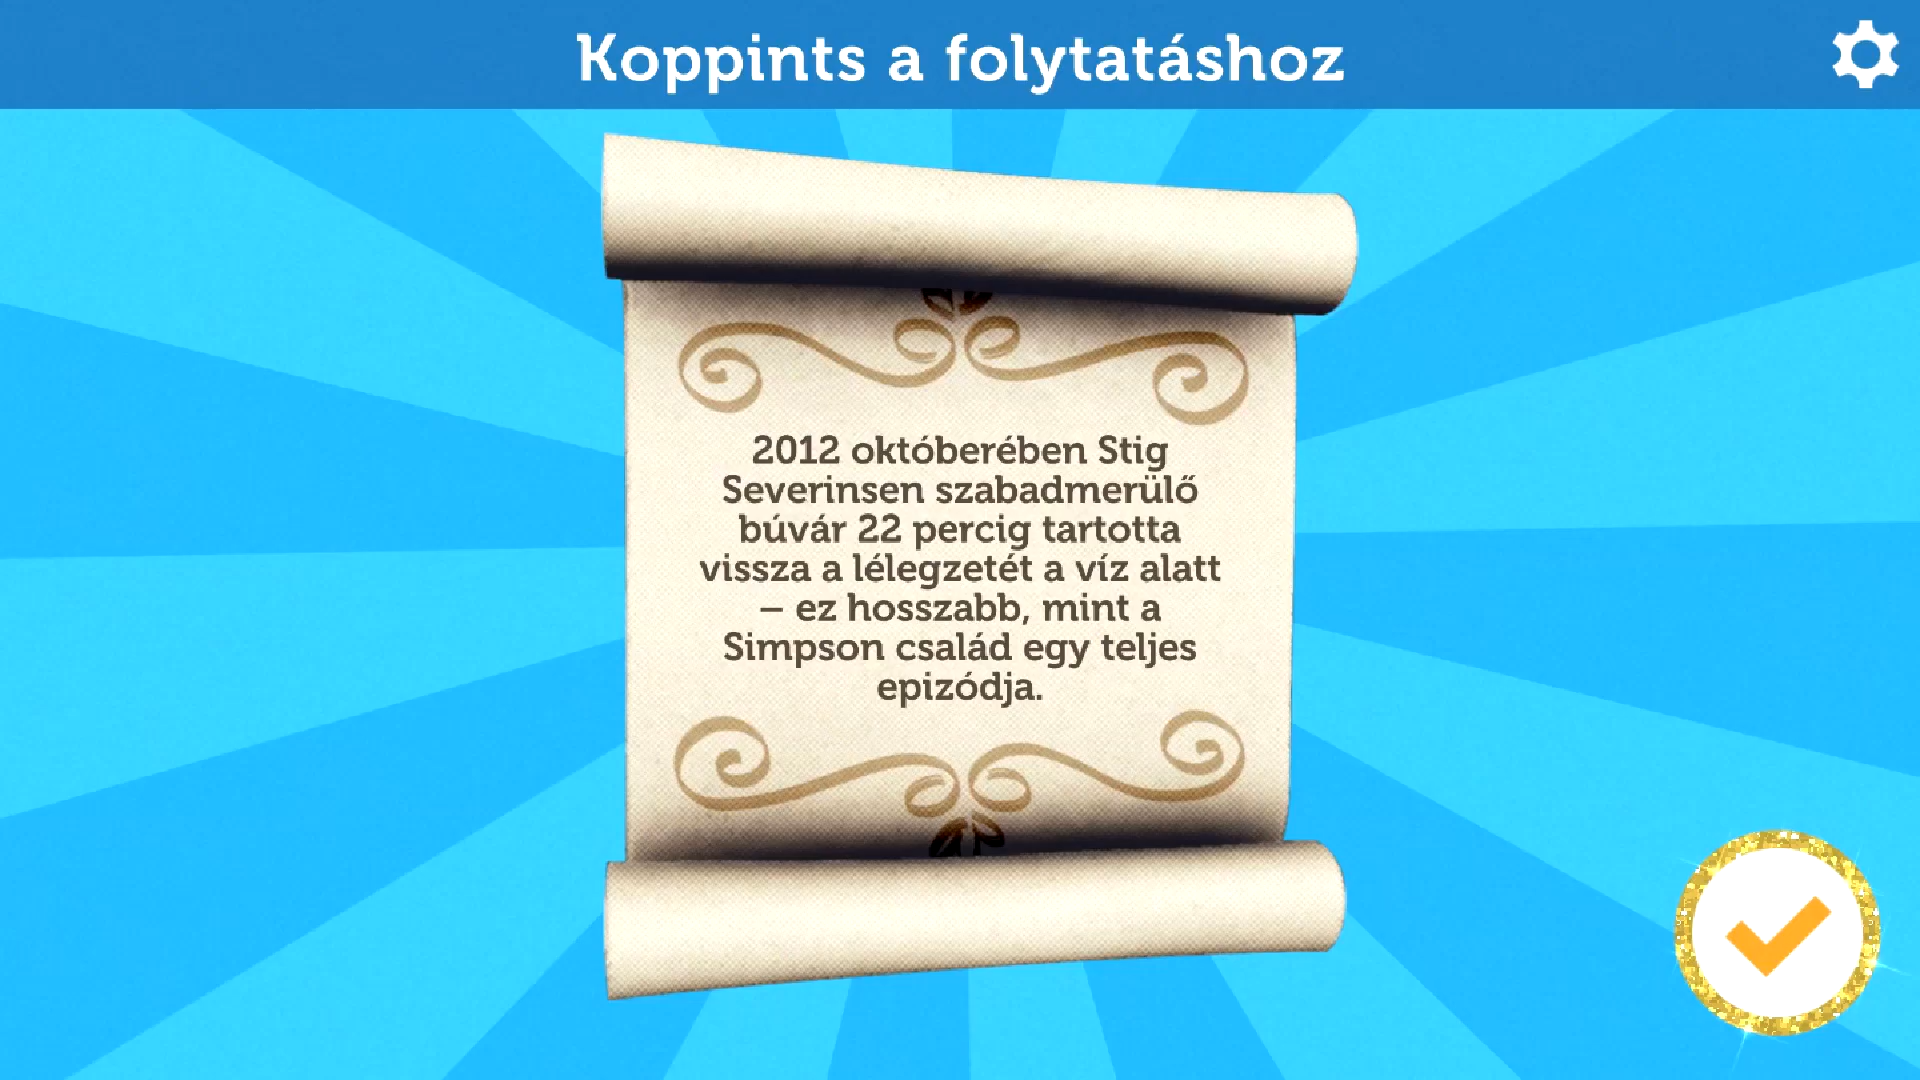 Koppints a folytatáshoz
2012 októberében Stig
Severinsen szabadmerülő
búvár 22 percig tartotta
vissza a lélegzetét a víz alatt
– ez hosszabb, mint a
Simpson család egy teljes
epizódja.